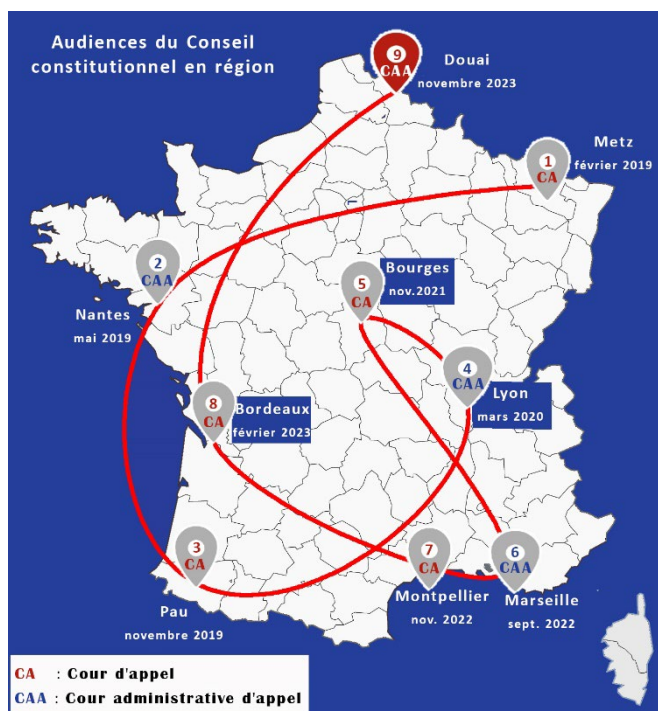 Audiences du Conseil
constitutionnel en région
9
CAA
Douai
novembre 2023
1
CA
Metz
février 2019
2
CAA
Nantes
mai 2019
5
CA
Bourges
nov.2021
4
CAA
Lyon
mars 2020
8
CA
Bordeaux
février 2023
3
CA
Pau
novembre 2019
7
CA
Montpellier
nov. 2022
6
CAA
Marseille
sept. 2022
CA : Cour d'appel
CAA : Cour administrative d'appel